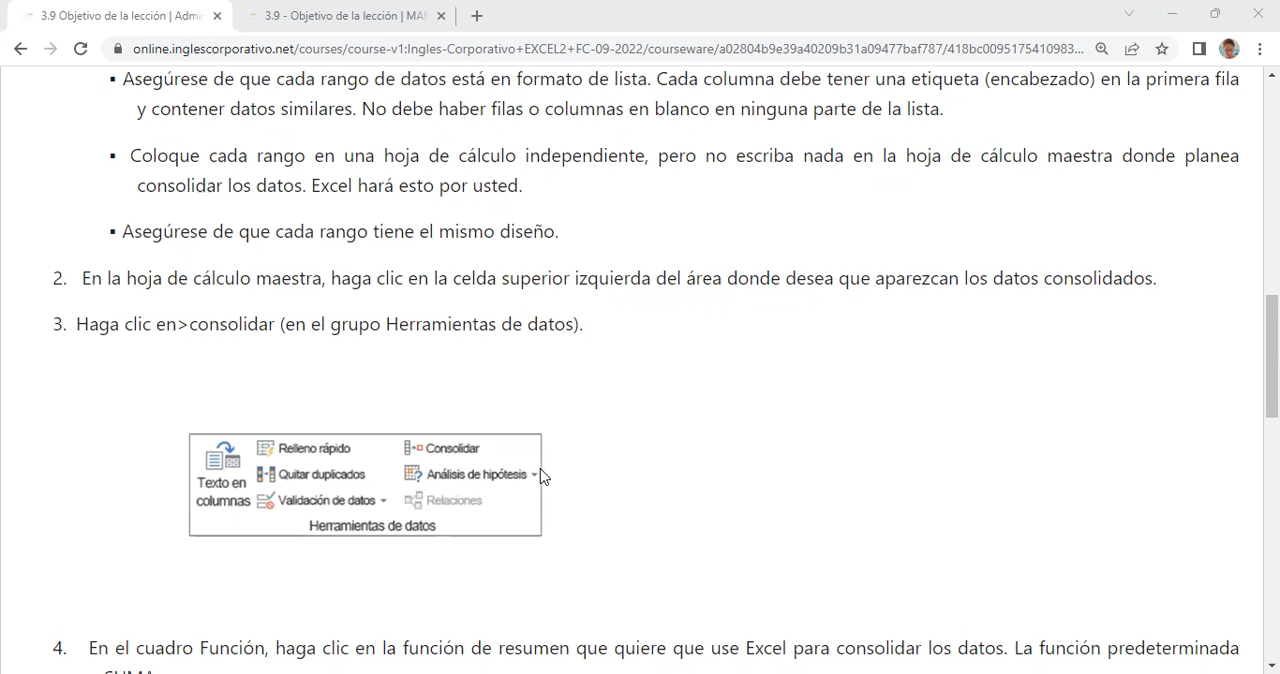 3.9 Objetivo de la lección | Admi
3.9 - Objetivo de la lección | MA
online.inglescorporativo.net/courses/course-v1:Ingles-Corporativo+EXCEL2+FC-09-2022/courseware/a02804b9e39a40209b31a09477baf787/418bc0095175410983...
▪ Asegúrese de que cada rango de datos está en formato de lista. Cada columna debe tener una etiqueta (encabezado) en la primera fila
y contener datos similares. No debe haber filas o columnas en blanco en ninguna parte de la lista.
▪ Coloque cada rango en una hoja de cálculo independiente, pero no escriba nada en la hoja de cálculo maestra donde planea
consolidar los datos. Excel hará esto por usted.
▪ Asegúrese de que cada rango tiene el mismo diseño.
2. En la hoja de cálculo maestra, haga clic en la celda superior izquierda del área donde desea que aparezcan los datos consolidados.
3. Haga clic en>consolidar (en el grupo Herramientas de datos).
Texto en
columnas
Relleno rápido
Quitar duplicados
Validación de datos
Consolidar
Análisis de hipótesis
Relaciones
Herramientas de datos
4. En el cuadro Función, haga clic en la función de resumen que quiere que use Excel para consolidar los datos. La función predeterminada
SUMA